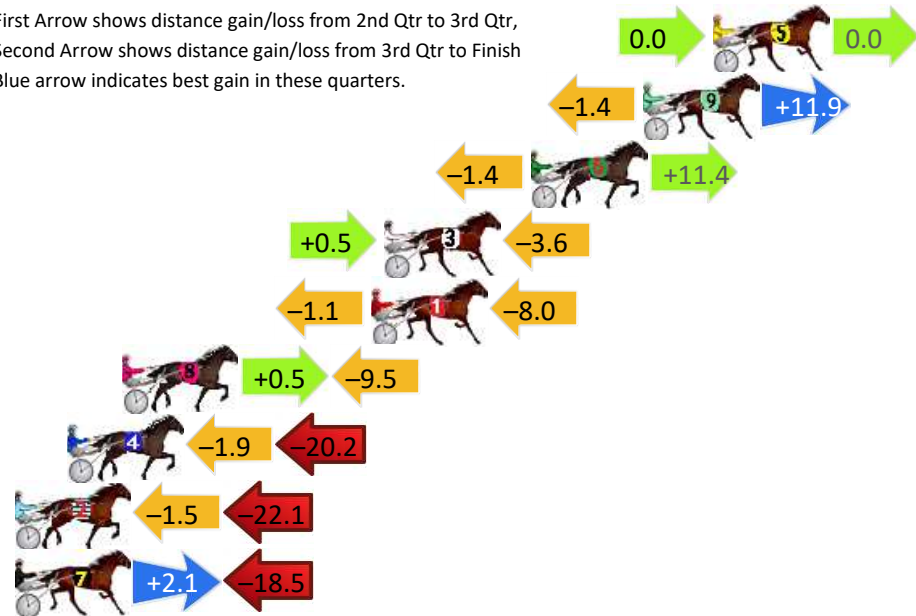 First Arrow shows distance gain/loss from 2nd Qtr to 3rd Qtr,
Second Arrow shows distance gain/loss from 3rd Qtr to Finish
Blue arrow indicates best gain in these quarters.
0.0 5 0.0
−1.4 9 +11.9
−1.4 6 +11.4
+0.5 3 −3.6
−1.1 1 −8.0
8 +0.5 −9.5
4 −1.9 −20.2
2 −1.5 −22.1
7 +2.1 −18.5